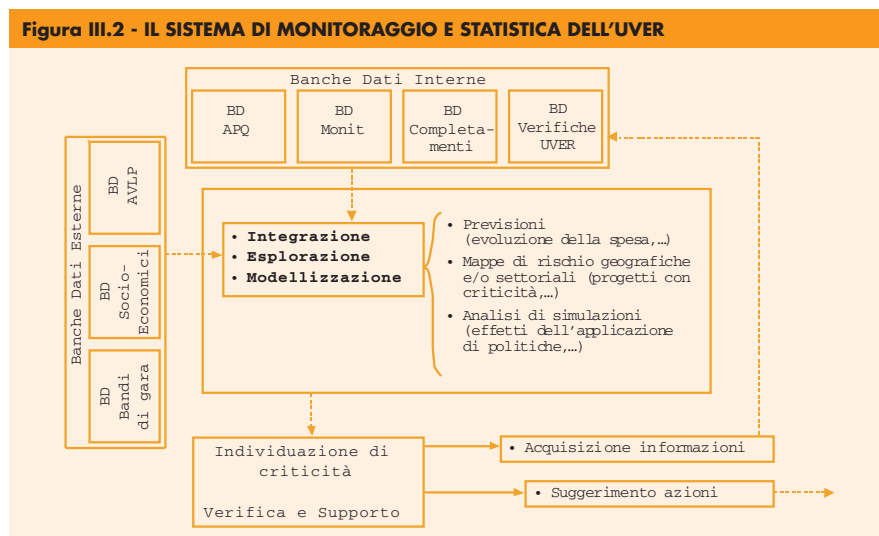 Figura III.2 - IL SISTEMA DI MONITORAGGIO E STATISTICA DELL'UVER
Banche Dati Interne
BD
APQ
BD
Monit
BD
Completa-
menti
BD
Verifiche
UVER
Banche Dati Esterne
BD
AVLP
BD
Socio-
Economici
BD
Bandi
di gara
• Integrazione
• Esplorazione
• Modellizzazione
• Previsioni
(evoluzione della spesa,…)
• Mappe di rischio geografiche
e/o settoriali (progetti con
criticità,…)
• Analisi di simulazioni
(effetti dell'applicazione
di politiche,…)
Individuazione di
criticità
Verifica e Supporto
• Acquisizione informazioni
• Suggerimento azioni